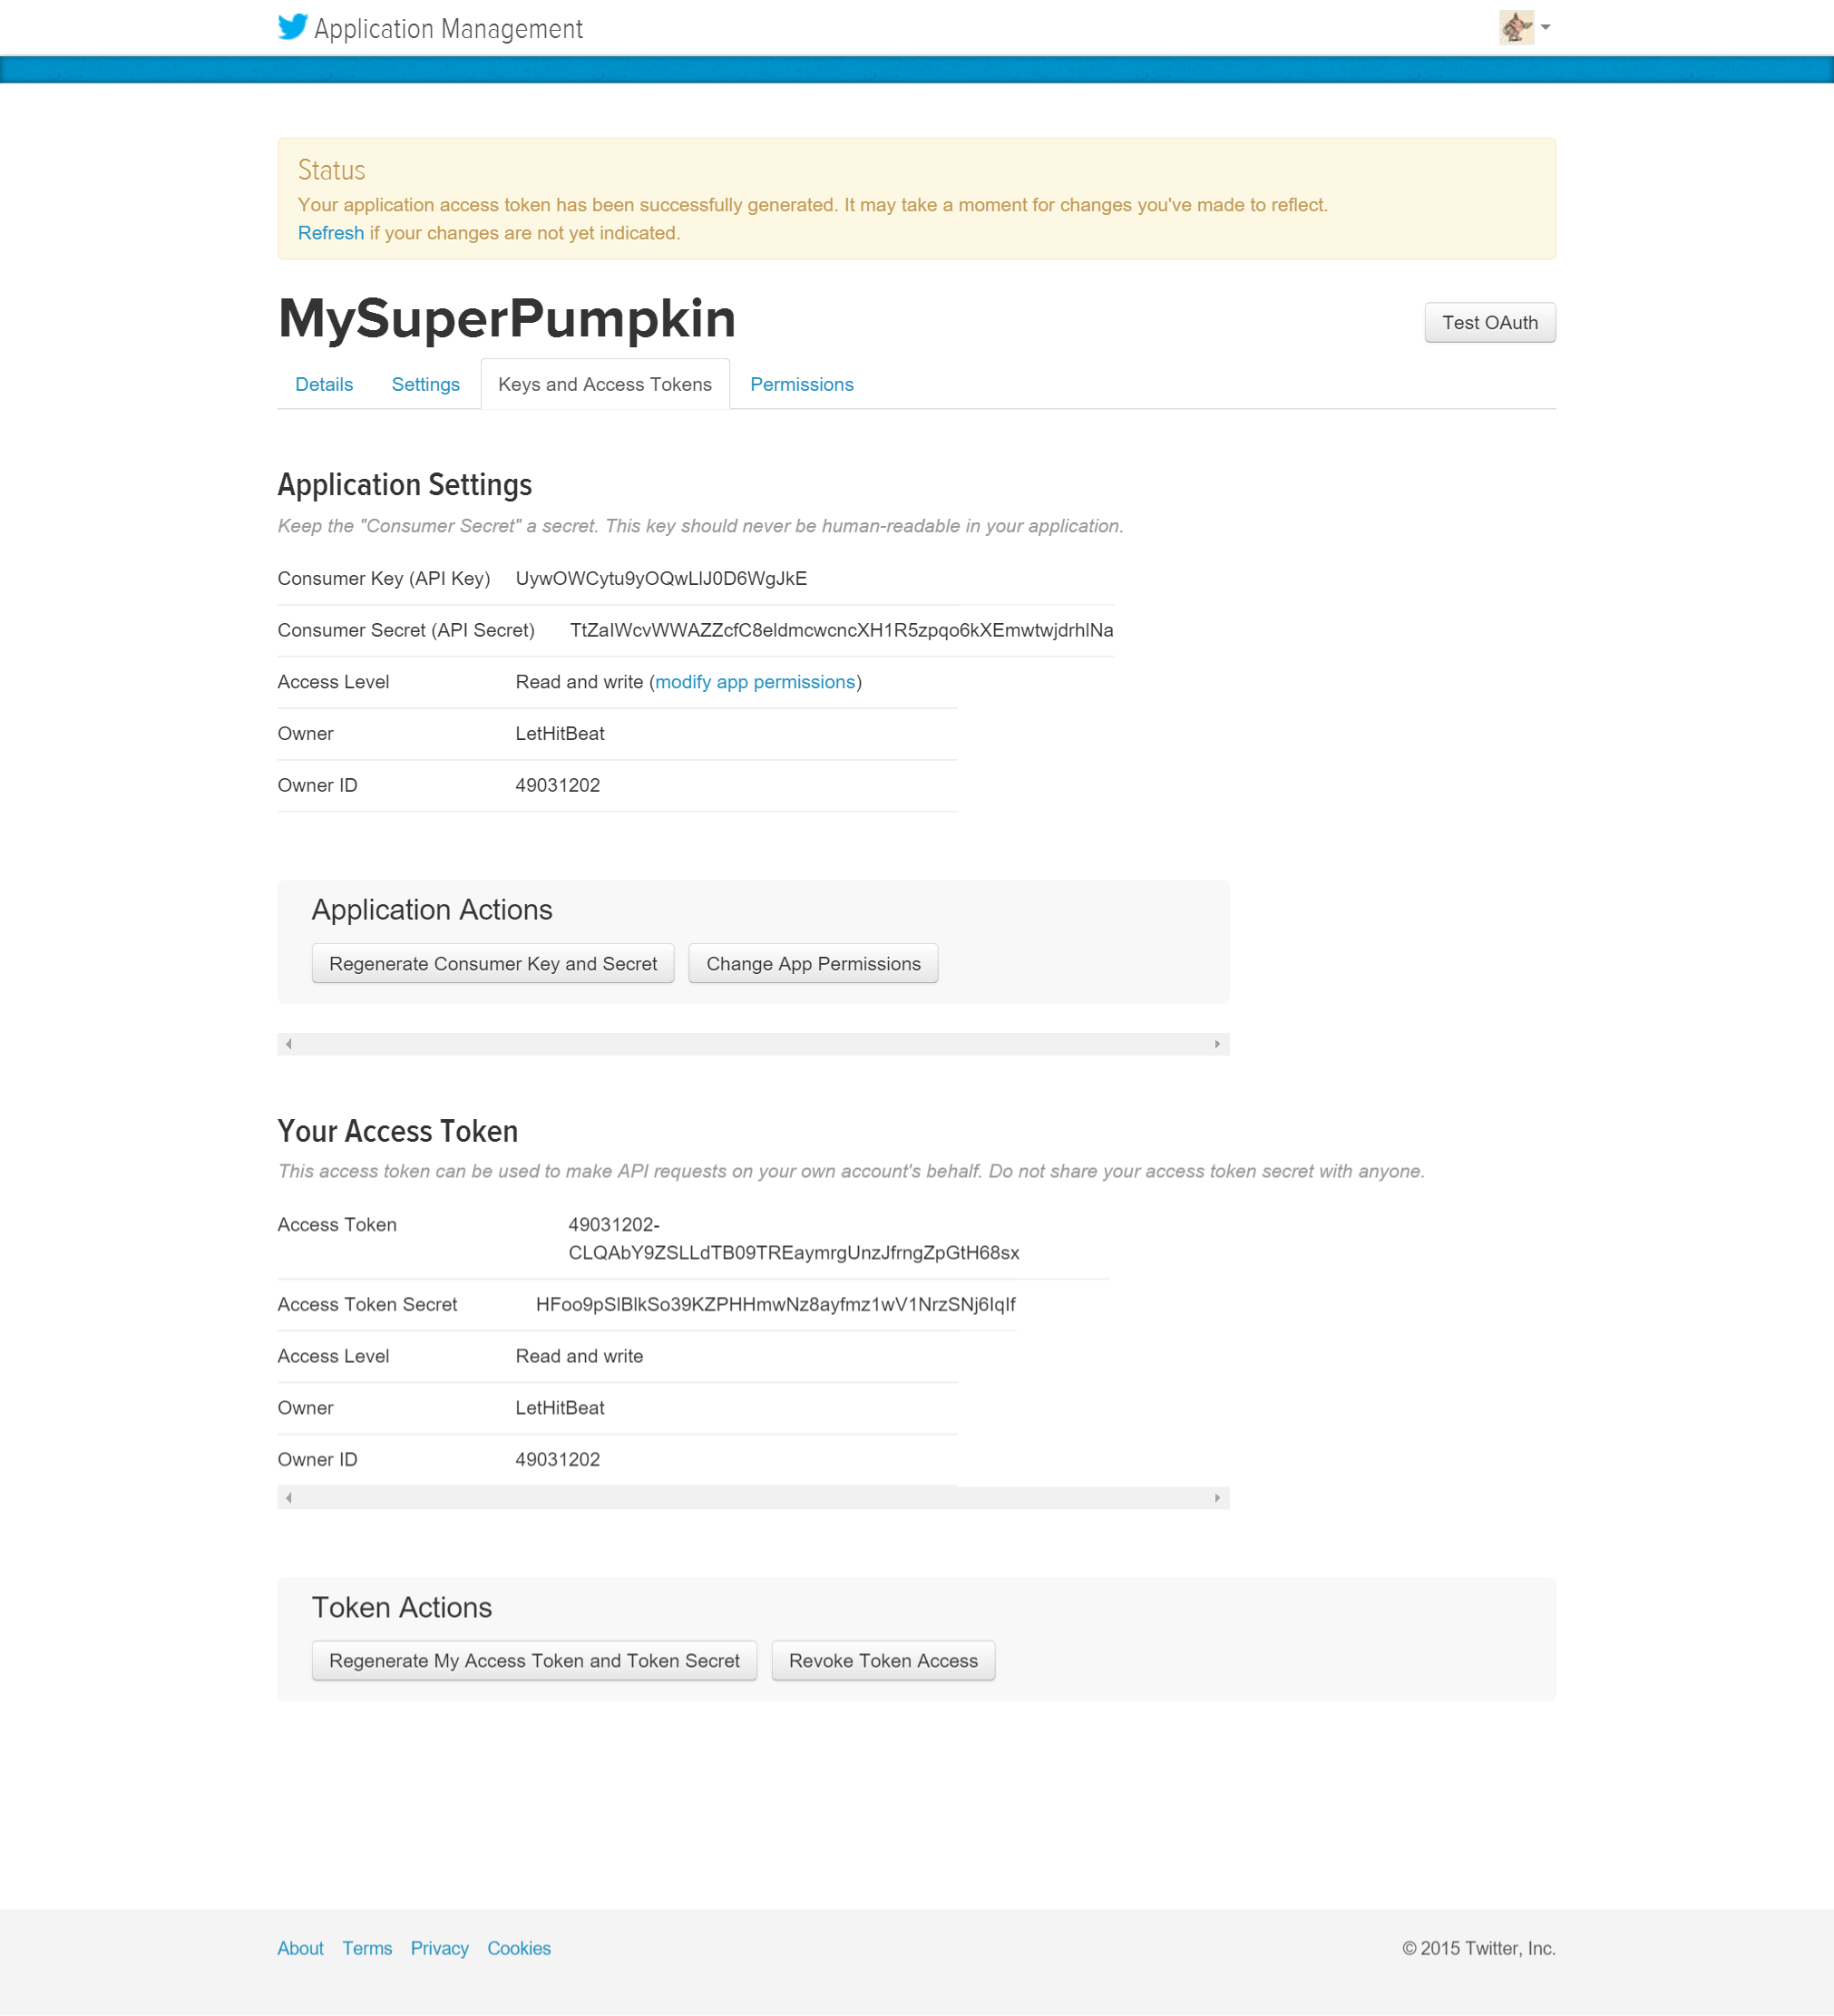 Application Management
Status
Your application access token has been successfully generated. It may take a moment for changes you've made to reflect.
Refresh if your changes are not yet indicated.
MySuperPumpkin
Test OAuth
Details Settings Keys and Access Tokens Permissions
Application Settings
Keep the "Consumer Secret" a secret. This key should never be human-readable in your application.
Consumer Key (API Key) UywOWCytu9yOQwLlJ0D6WgJkE
Consumer Secret (API Secret) TtZaIWcvWWAZZcfC8eldmcwcncXH1R5zpqo6kXEmwtwjdrhlNa
Access Level Read and write (modify app permissions)
Owner LetHitBeat
Owner ID 49031202
Application Actions
Regenerate Consumer Key and Secret Change App Permissions
Your Access Token
This access token can be used to make API requests on your own account's behalf. Do not share your access token secret with anyone.
Access Token 49031202-
CLQAbY9ZSLLdTB09TREaymrgUnzJfrngZpGtH68sx
Access Token Secret HFoo9pSlBlkSo39KZPHHmwNz8ayfmz1wV1NrzSNj6IqIf
Access Level Read and write
Owner LetHitBeat
Owner ID 49031202
Token Actions
Regenerate My Access Token and Token Secret Revoke Token Access
About Terms Privacy Cookies
© 2015 Twitter, Inc.